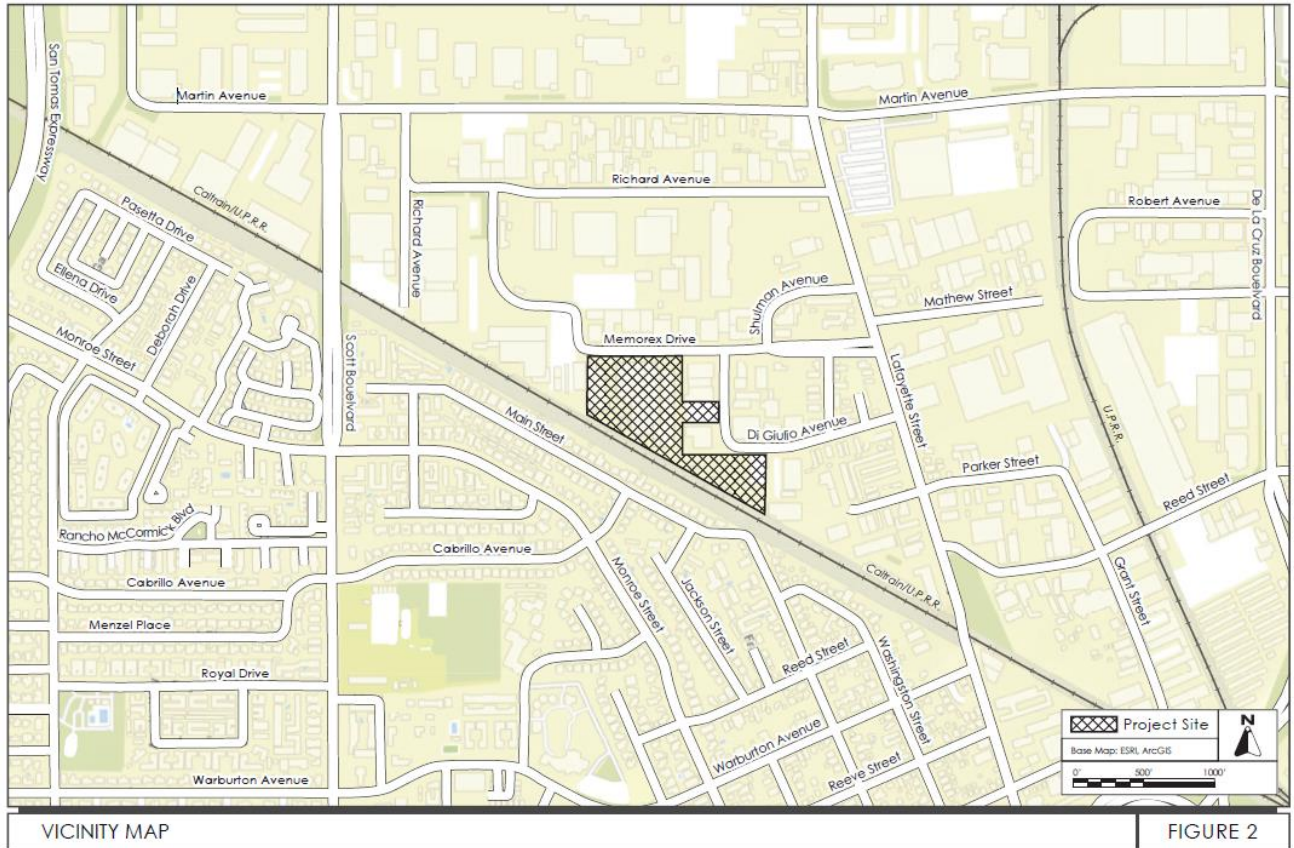 Martin Avenue
Martin Avenue
San Tomas Expressway
Richard Avenue
Caltrain/U.P.R.R.
Pasetta Drive
Richard Avenue
Robert Avenue
De La Cruz Bouelvard
Ellena Drive
Deborah Drive
Shulman Avenue
Mathew Street
Monroe Street
Memorex Drive
Scott Bouelvard
Lafayette Street
Main Street
Di Giulio Avenue
U.P.R.R.
Parker Street
Reed Street
Rancho McCormick Blvd
Cabrillo Avenue
Cabrillo Avenue
Monroe Street
Jackson Street
Caltrain/U.P.R.R.
Grant Street
Menzel Place
Reed Street
Washingston Street
Royal Drive
Warburton Avenue
Reeve Street
Warburton Avenue
Project Site
N
Base Map: ESRI, ArcGIS
0' 500' 1000'
VICINITY MAP
FIGURE 2